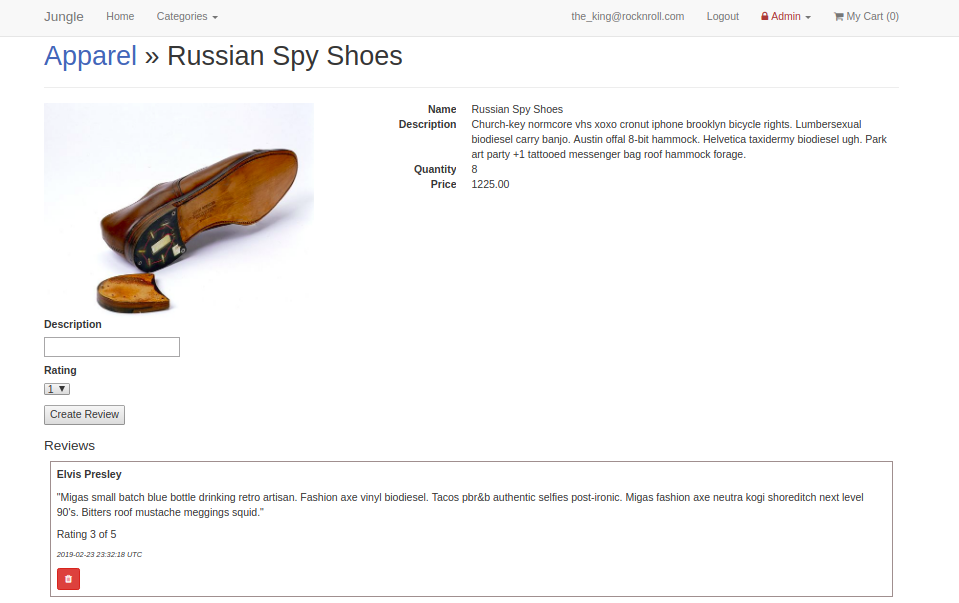 Jungle Home Categories the_king@rocknroll.com Logout Admin My Cart (0)
Apparel » Russian Spy Shoes
Name Russian Spy Shoes
Description Church-key normcore vhs xoxo cronut iphone brooklyn bicycle rights. Lumbersexual
biodiesel carry banjo. Austin offal 8-bit hammock. Helvetica taxidermy biodiesel ugh. Park
art party +1 tattooed messenger bag roof hammock forage.
Quantity 8
Price 1225.00
Description
Rating
1
Create Review
Reviews
Elvis Presley
"Migas small batch blue bottle drinking retro artisan. Fashion axe vinyl biodiesel. Tacos pbr&b authentic selfies post-ironic. Migas fashion axe neutra kogi shoreditch next level
90's. Bitters roof mustache meggings squid."
Rating 3 of 5
2019-02-23 23:32:18 UTC